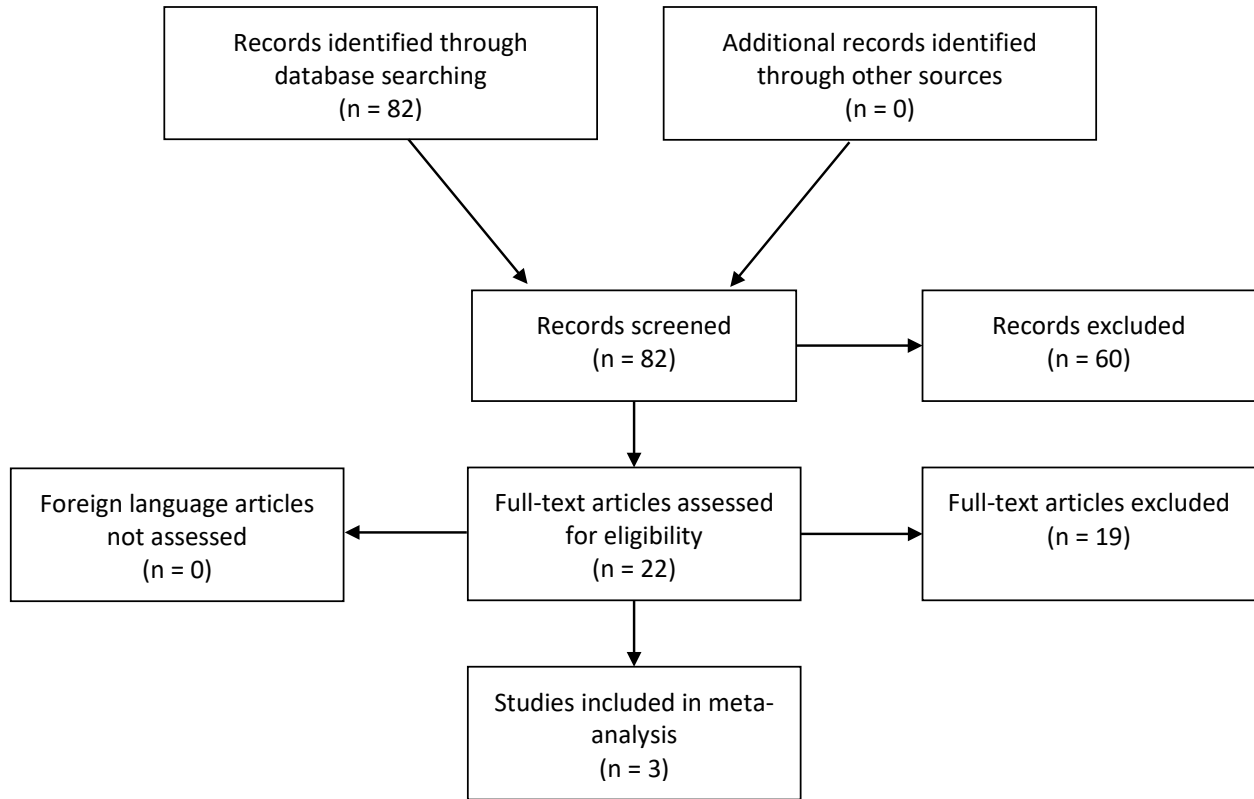 Records identified through
database searching
(n = 82)
Additional records identified
through other sources
(n = 0)
Records screened
(n = 82)
Records excluded
(n = 60)
Foreign language articles
not assessed
(n = 0)
Full-text articles assessed
for eligibility
(n = 22)
Full-text articles excluded
(n = 19)
Studies included in meta-
analysis
(n = 3)